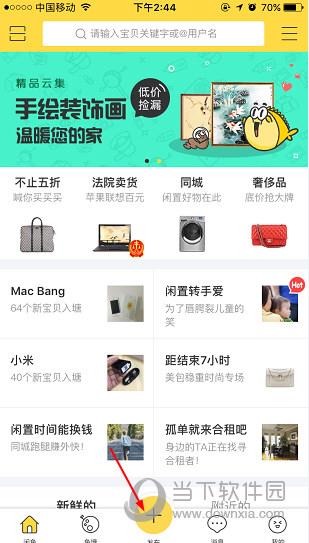 中国移动
下午2:44
70%
请输入宝贝关键字或@用户名
精品云集
低价
捡漏
手绘装饰画
温暖您的家
不止五折
喊你买买买
法院卖货
苹果联想百元
同城
闲置好物在此
奢侈品
底价抢大牌
Mac Bang
64个新宝贝入塘
闲置转手爱
为了唇腭裂儿童的
笑
Hot
小米
40个新宝贝入塘
距结束7小时
美包稳重时尚专场
闲置时间能换钱
同城跑腿赚外快!
孤单就来合租吧
身边的TA正在找寻
合租者!
新鲜的
附近的
闲鱼
鱼塘
发布
消息
我的
当下软件园
www.downxia.com